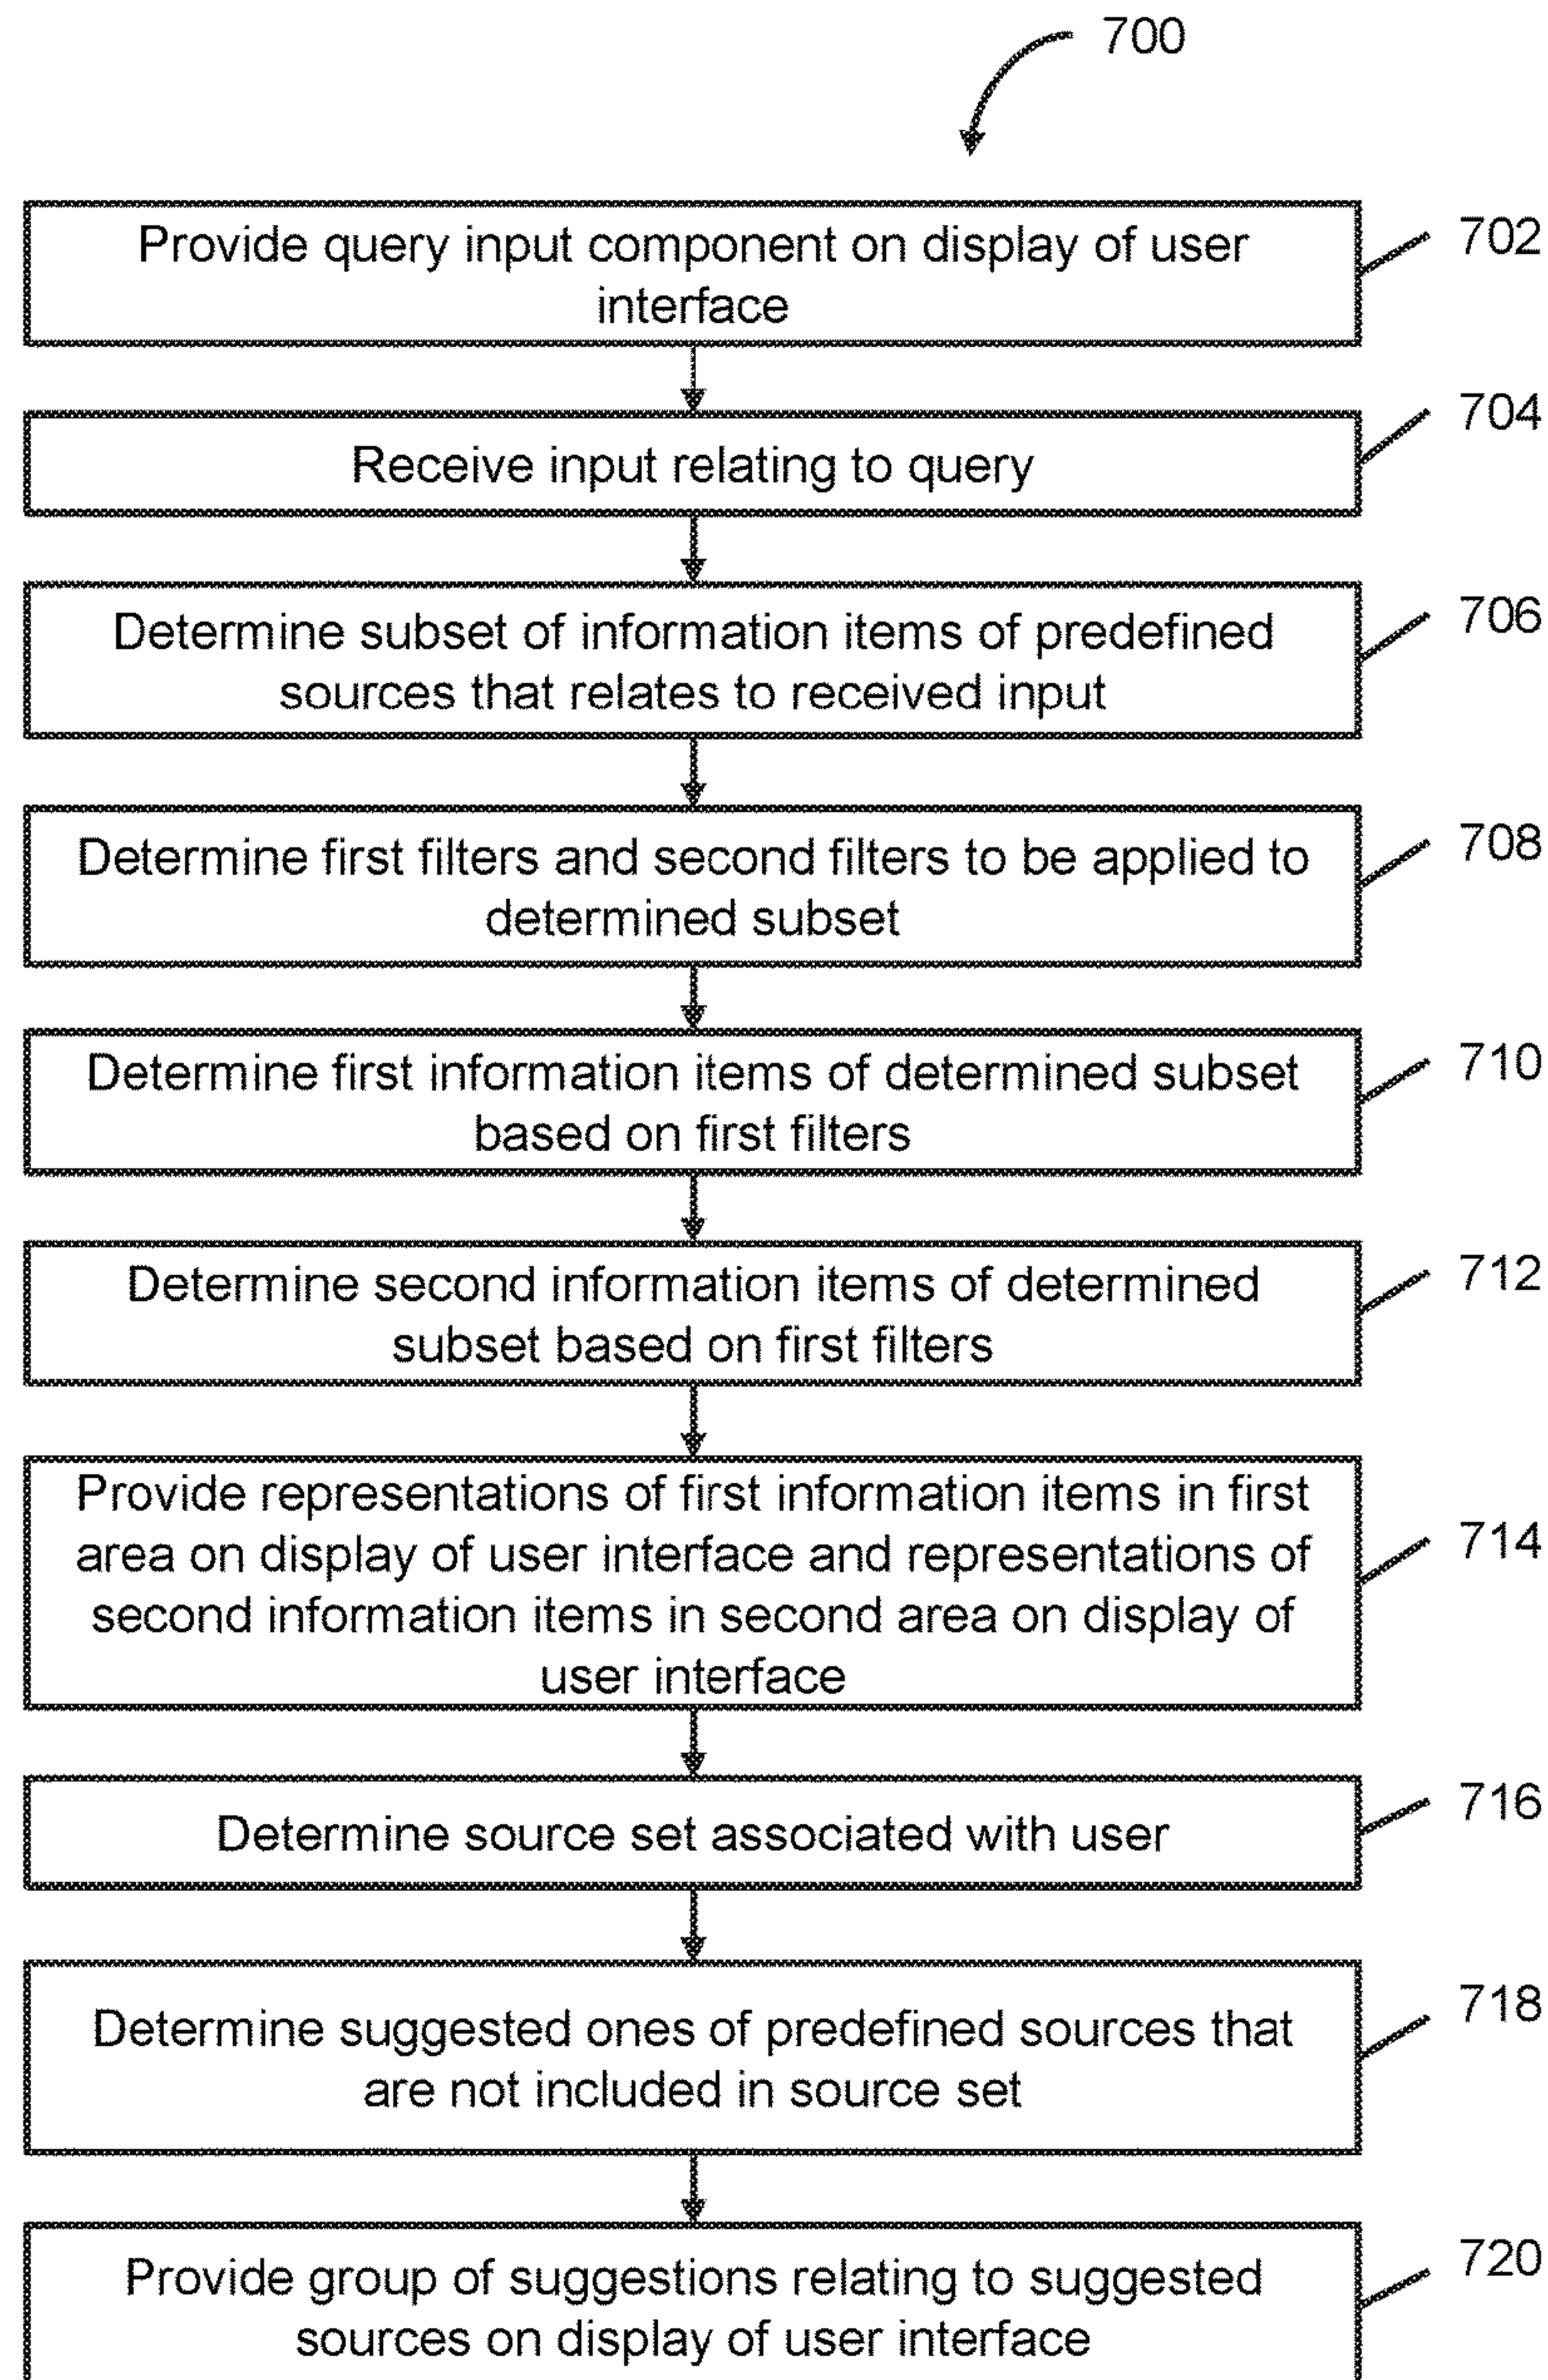 700
Provide query input component on display of user
interface
702
Receive input relating to query
704
Determine subset of information items of predefined
sources that relates to received input
706
Determine first filters and second filters to be applied to
determined subset
708
Determine first information items of determined subset
based on first filters
710
Determine second information items of determined
subset based on first filters
712
Provide representations of first information items in first
area on display of user interface and representations of
second information items in second area on display of
user interface
714
Determine source set associated with user
716
Determine suggested ones of predefined sources that
are not included in source set
718
Provide group of suggestions relating to suggested
sources on display of user interface
720